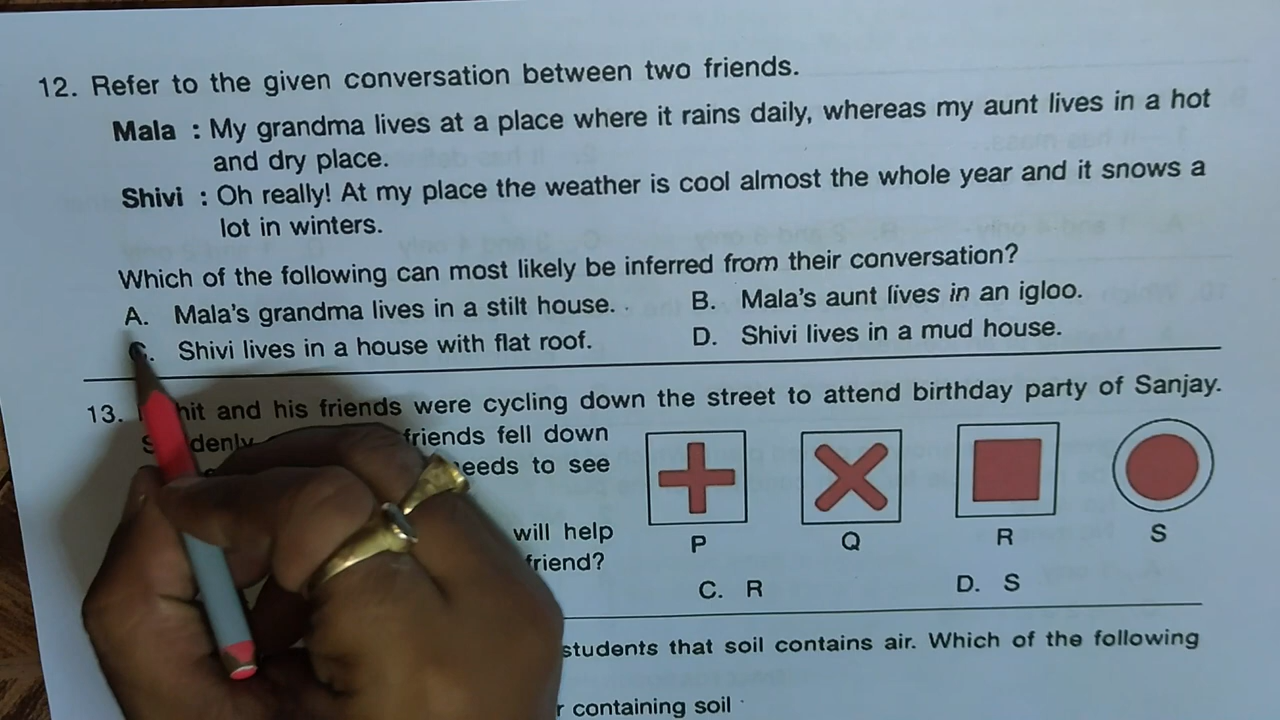 12. Refer to the given conversation between two friends.
Mala : My grandma lives at a place where it rains daily, whereas my aunt lives in a hot
and dry place.
Shivi : Oh really! At my place the weather is cool almost the whole year and it snows a
lot in winters.
Which of the following can most likely be inferred from their conversation?
A. Mala's grandma lives in a stilt house. B. Mala's aunt lives in an igloo.
C. Shivi lives in a house with flat roof. D. Shivi lives in a mud house.
13. and his friends were cycling down the street to attend birthday party of Sanjay.
friends fell down
needs to see
will help
friend?
P Q R S
C. R D. S
students that soil contains air. Which of the following
containing soil